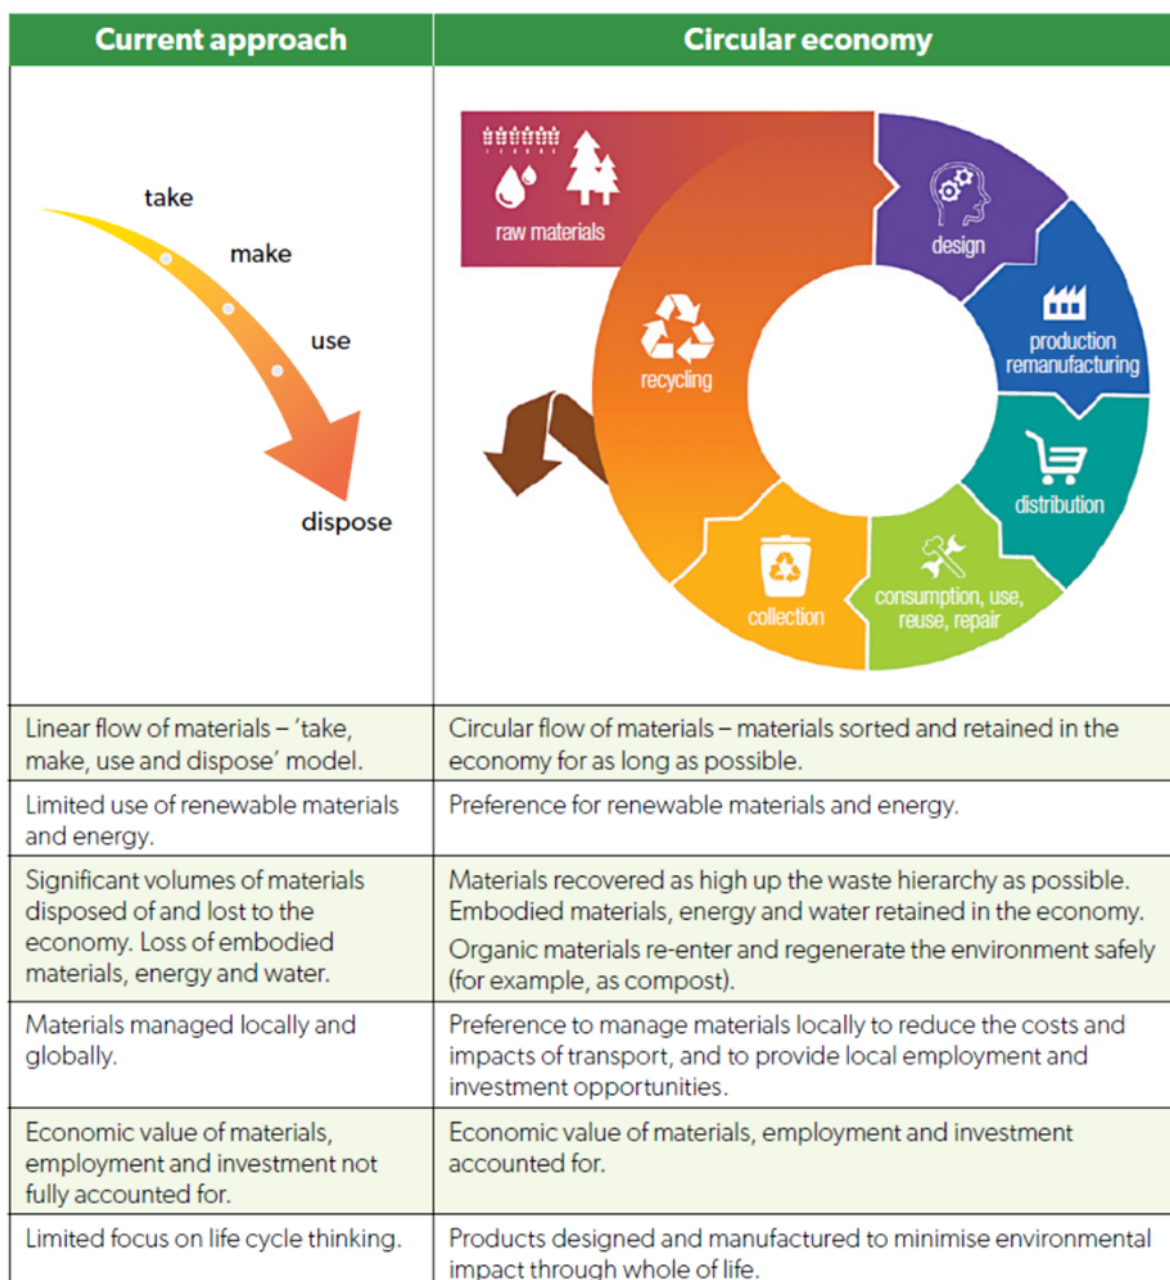 Current approach
Circular economy
take
make
use
dispose
raw materials
design
production
remanufacturing
distribution
consumption, use,
reuse, repair
collection
recycling
Linear flow of materials – ‘take,
make, use and dispose’ model.
Circular flow of materials – materials sorted and retained in the
economy for as long as possible.
Limited use of renewable materials
and energy.
Preference for renewable materials and energy.
Significant volumes of materials
disposed of and lost to the
economy. Loss of embodied
materials, energy and water.
Materials recovered as high up the waste hierarchy as possible.
Embodied materials, energy and water retained in the economy.
Organic materials re-enter and regenerate the environment safely
(for example, as compost).
Materials managed locally and
globally.
Preference to manage materials locally to reduce the costs and
impacts of transport, and to provide local employment and
investment opportunities.
Economic value of materials,
employment and investment not
fully accounted for.
Economic value of materials, employment and investment
accounted for.
Limited focus on life cycle thinking.
Products designed and manufactured to minimise environmental
impact through whole of life.